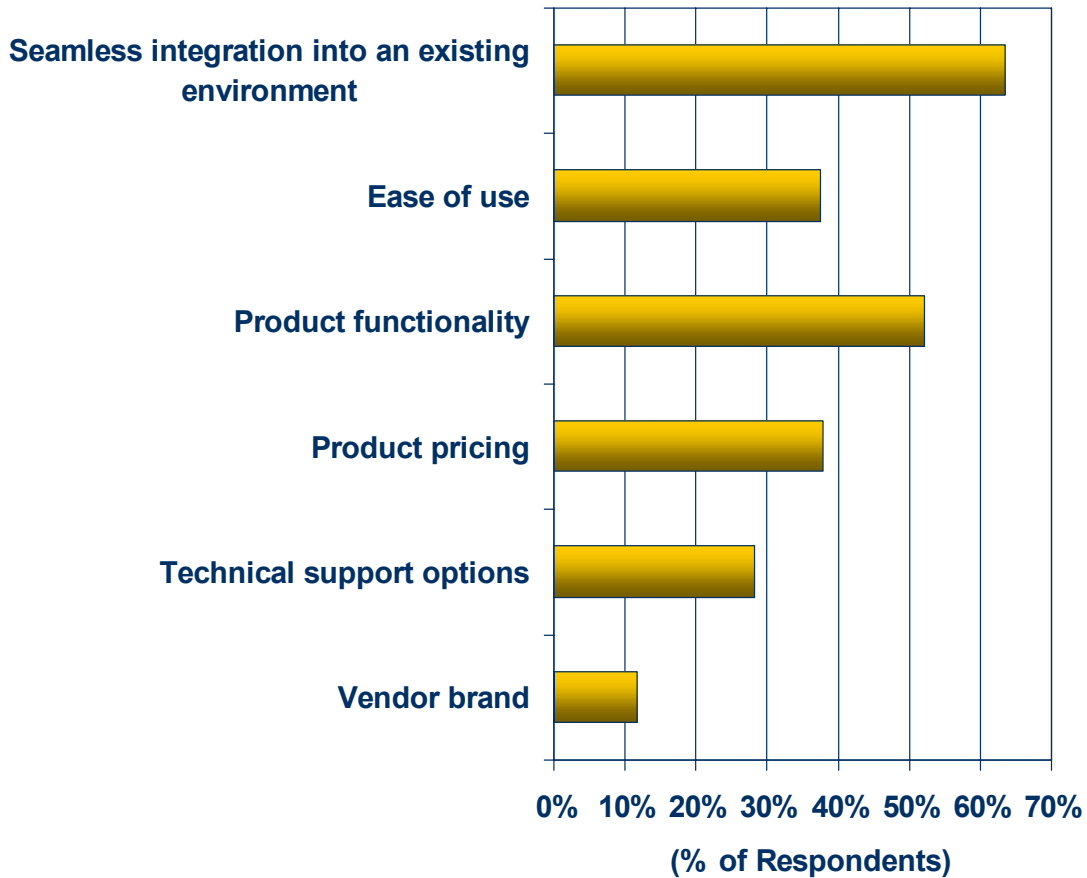 Seamless integration into an existing
environment
Ease of use
Product functionality
Product pricing
Technical support options
Vendor brand
0% 10% 20% 30% 40% 50% 60% 70%
(% of Respondents)